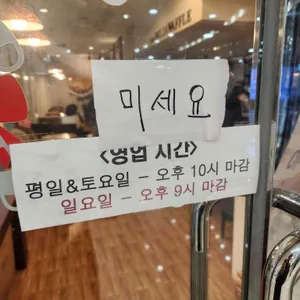 미세요
<영업 시간>
평일&토요일 - 오후 10시 마감
일요일 - 오후 9시 마감